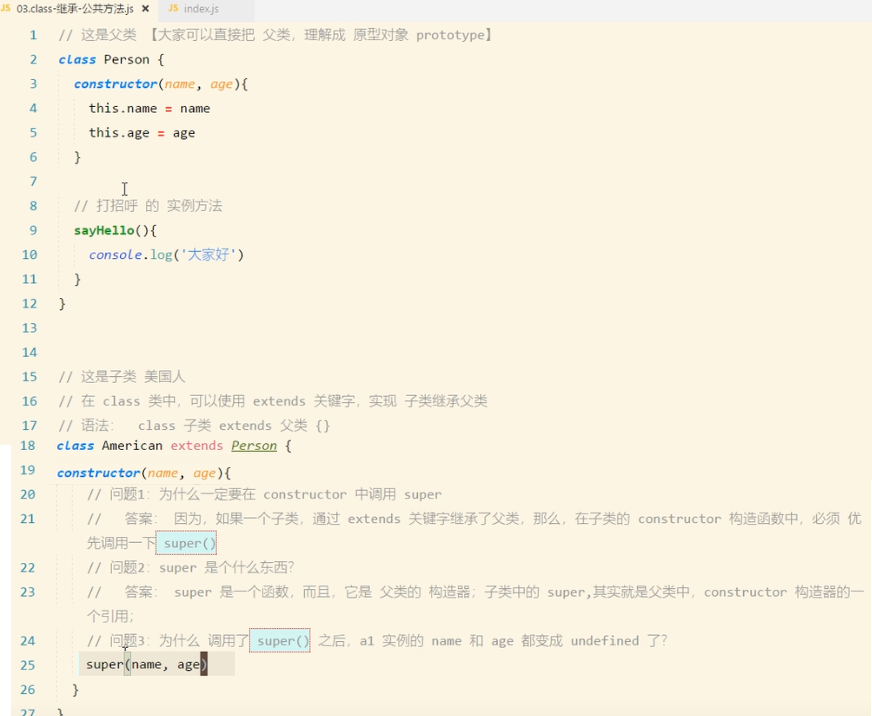 JS 03.class-继承-公共方法.js × JS index.js
1 // 这是父类 【大家可以直接把 父类，理解成 原型对象 prototype】
2 class Person {
3 constructor(name, age){
4 this.name = name
5 this.age = age
6 }
7
8 // 打招呼 的 实例方法
9 sayHello(){
10 console.log('大家好')
11 }
12 }
13
14
15 // 这是子类 美国人
16 // 在 class 类中，可以使用 extends 关键字，实现 子类继承父类
17 // 语法： class 子类 extends 父类 {}
18 class American extends Person {
19 constructor(name, age){
20 // 问题1：为什么一定要在 constructor 中调用 super
21 // 答案： 因为，如果一个子类，通过 extends 关键字继承了父类，那么，在子类的 constructor 构造函数中，必须 优
先调用一下 super()
22 // 问题2：super 是个什么东西？
23 // 答案： super 是一个函数，而且，它是 父类的 构造器；子类中的 super,其实就是父类中，constructor 构造器的一
个引用；
24 // 问题3：为什么 调用了 super() 之后，a1 实例的 name 和 age 都变成 undefined 了？
25 super(name, age)
26 }
27 }